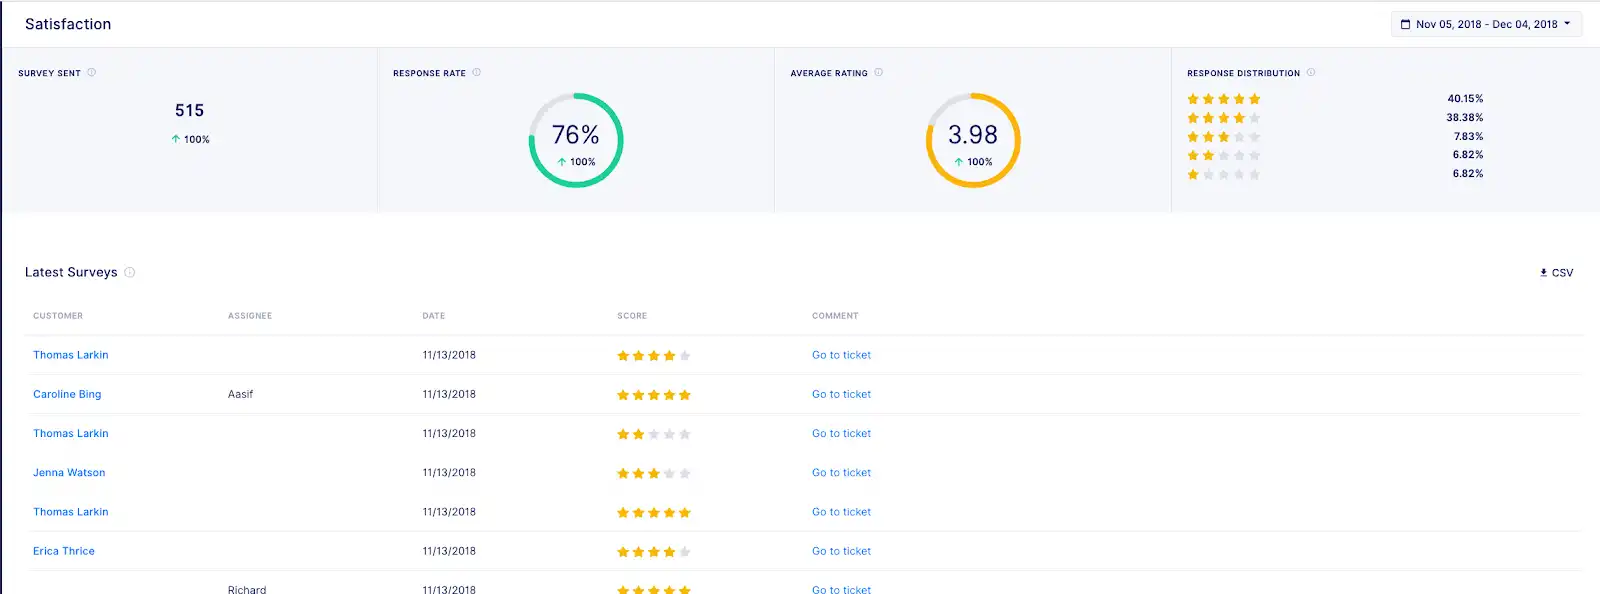 Satisfaction
Nov 05, 2018 - Dec 04, 2018
SURVEY SENT
515
100%
RESPONSE RATE
76%
100%
AVERAGE RATING
3.98
100%
RESPONSE DISTRIBUTION
40.15%
38.38%
7.83%
6.82%
6.82%
Latest Surveys
CSV
CUSTOMER ASSIGNEE DATE SCORE COMMENT
Thomas Larkin 11/13/2018 Go to ticket
Caroline Bing Aasif 11/13/2018 Go to ticket
Thomas Larkin 11/13/2018 Go to ticket
Jenna Watson 11/13/2018 Go to ticket
Thomas Larkin 11/13/2018 Go to ticket
Erica Thrice 11/13/2018 Go to ticket
Richard 11/13/2018 Go to ticket